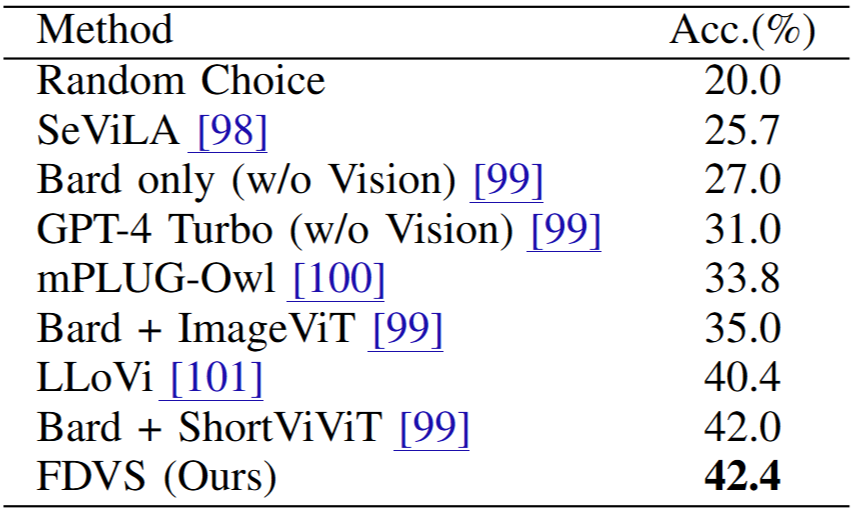 Method Acc.(%)
Random Choice 20.0
SeViLA [98] 25.7
Bard only (w/o Vision) [99] 27.0
GPT-4 Turbo (w/o Vision) [99] 31.0
mPLUG-Owl [100] 33.8
Bard + ImageViT [99] 35.0
LLoVi [101] 40.4
Bard + ShortViViT [99] 42.0
FDVS (Ours) 42.4